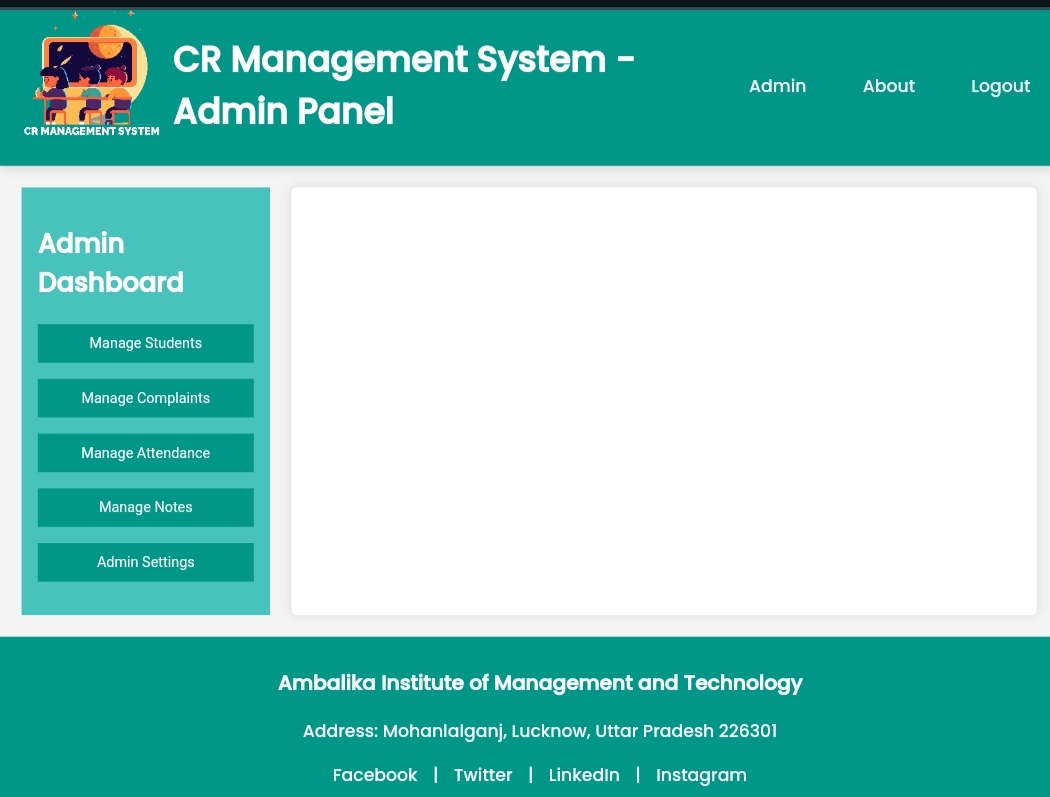 CR MANAGEMENT SYSTEM
CR Management System -
Admin Panel
Admin
About
Logout
Admin
Dashboard
Manage Students
Manage Complaints
Manage Attendance
Manage Notes
Admin Settings
Ambalika Institute of Management and Technology
Address: Mohanlalganj, Lucknow, Uttar Pradesh 226301
Facebook | Twitter | LinkedIn | Instagram